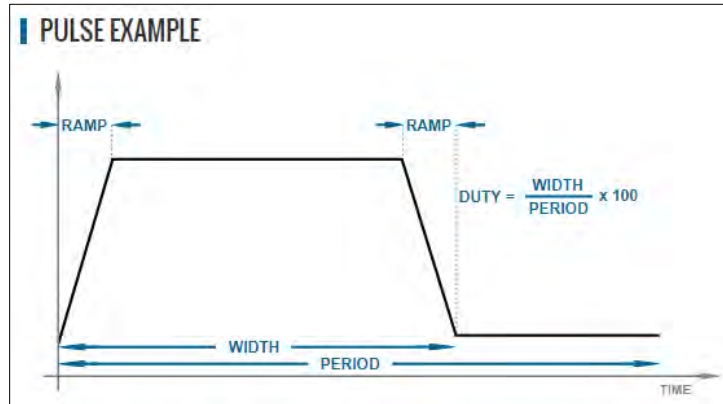 PULSE EXAMPLE
RAMP
RAMP
DUTY = WIDTH / PERIOD x 100
WIDTH
PERIOD
TIME